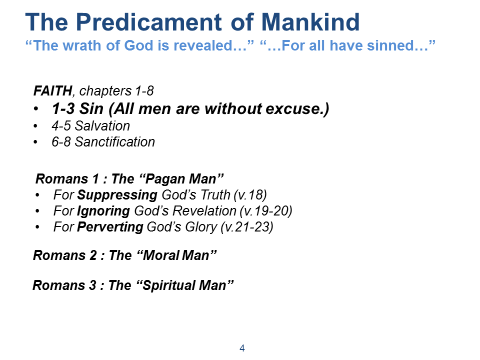 The Predicament of Mankind
“The wrath of God is revealed…” “…For all have sinned…”
FAITH, chapters 1-8
• 1-3 Sin (All men are without excuse.)
• 4-5 Salvation
• 6-8 Sanctification
Romans 1 : The “Pagan Man”
• For Suppressing God’s Truth (v.18)
• For Ignoring God’s Revelation (v.19-20)
• For Perverting God’s Glory (v.21-23)
Romans 2 : The “Moral Man”
Romans 3 : The “Spiritual Man”
4